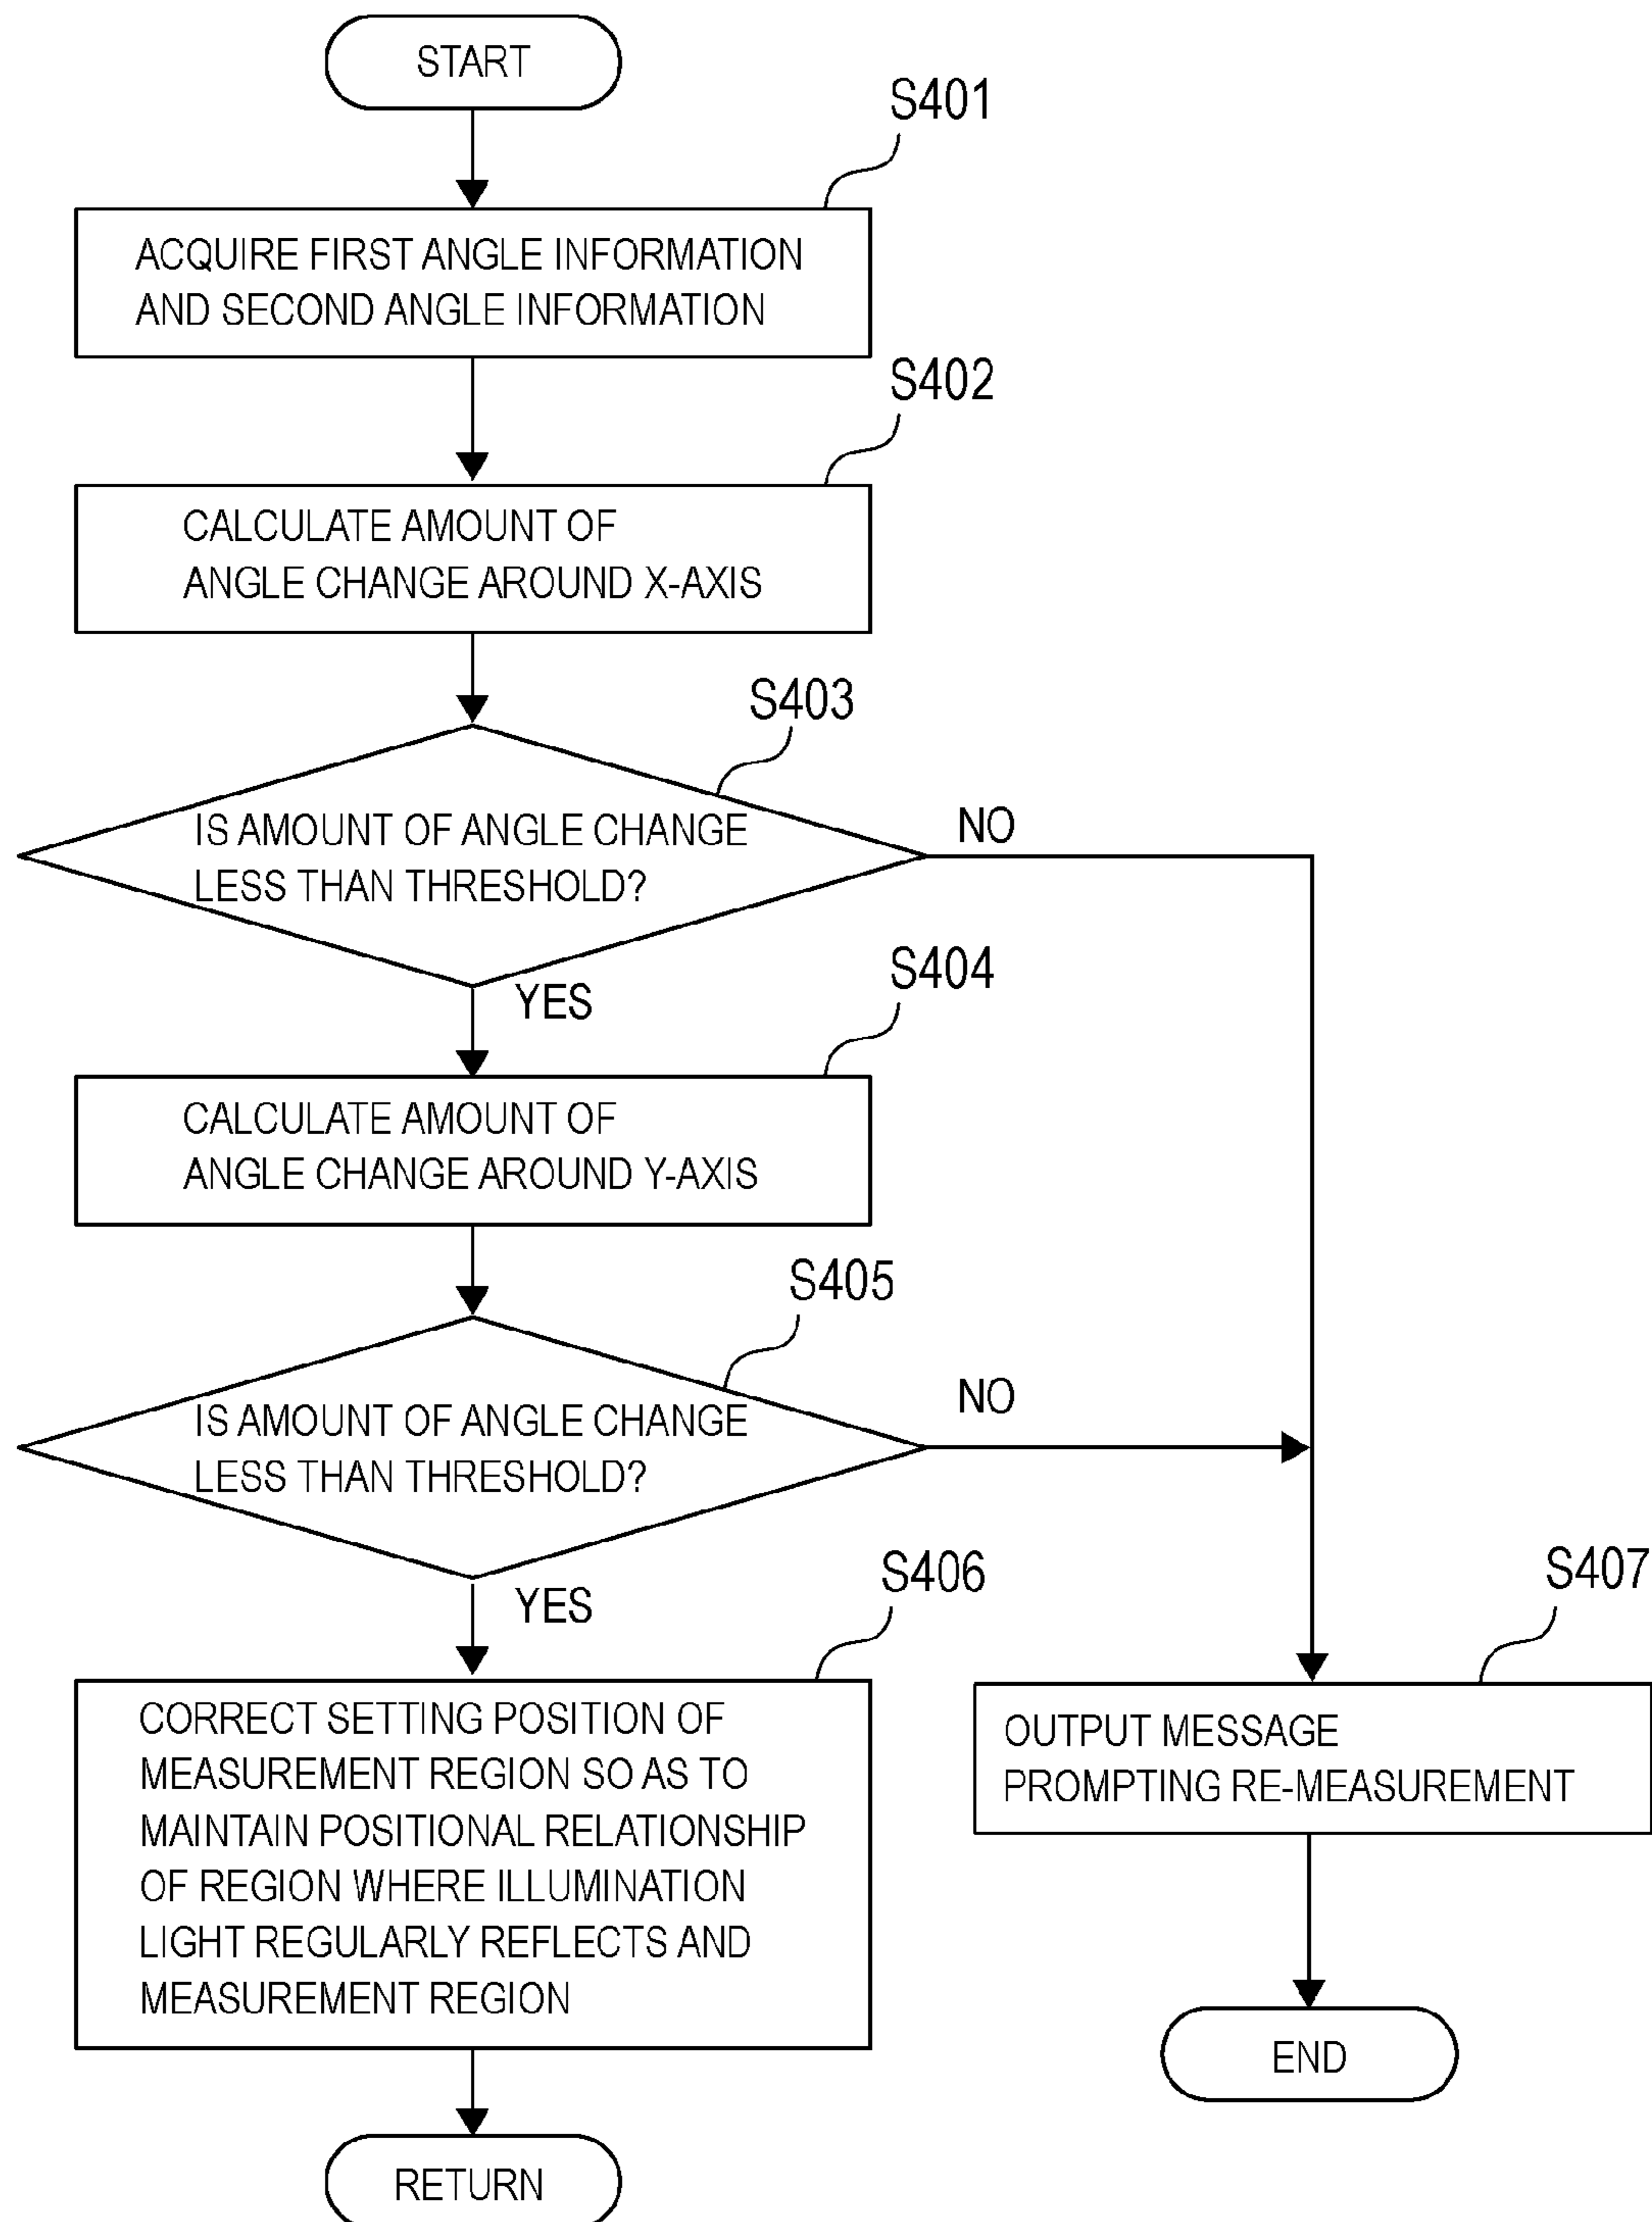 START
S401
ACQUIRE FIRST ANGLE INFORMATION
AND SECOND ANGLE INFORMATION
S402
CALCULATE AMOUNT OF
ANGLE CHANGE AROUND X-AXIS
S403
IS AMOUNT OF ANGLE CHANGE
LESS THAN THRESHOLD?
NO
YES
S404
CALCULATE AMOUNT OF
ANGLE CHANGE AROUND Y-AXIS
S405
IS AMOUNT OF ANGLE CHANGE
LESS THAN THRESHOLD?
NO
YES
S406
CORRECT SETTING POSITION OF
MEASUREMENT REGION SO AS TO
MAINTAIN POSITIONAL RELATIONSHIP
OF REGION WHERE ILLUMINATION
LIGHT REGULARLY REFLECTS AND
MEASUREMENT REGION
S407
OUTPUT MESSAGE
PROMPTING RE-MEASUREMENT
END
RETURN